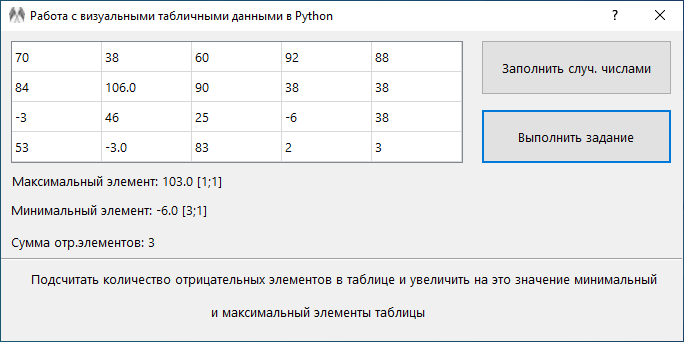 Работа с визуальными табличными данными в Python
70 38 60 92 88
Заполнить случ. числами
84 106.0 90 38 38
-3 46 25 -6 38
Выполнить задание
53 -3.0 83 2 3
Максимальный элемент: 103.0 [1;1]
Минимальный элемент: -6.0 [3;1]
Сумма отр.элементов: 3
Подсчитать количество отрицательных элементов в таблице и увеличить на это значение минимальный
и максимальный элементы таблицы